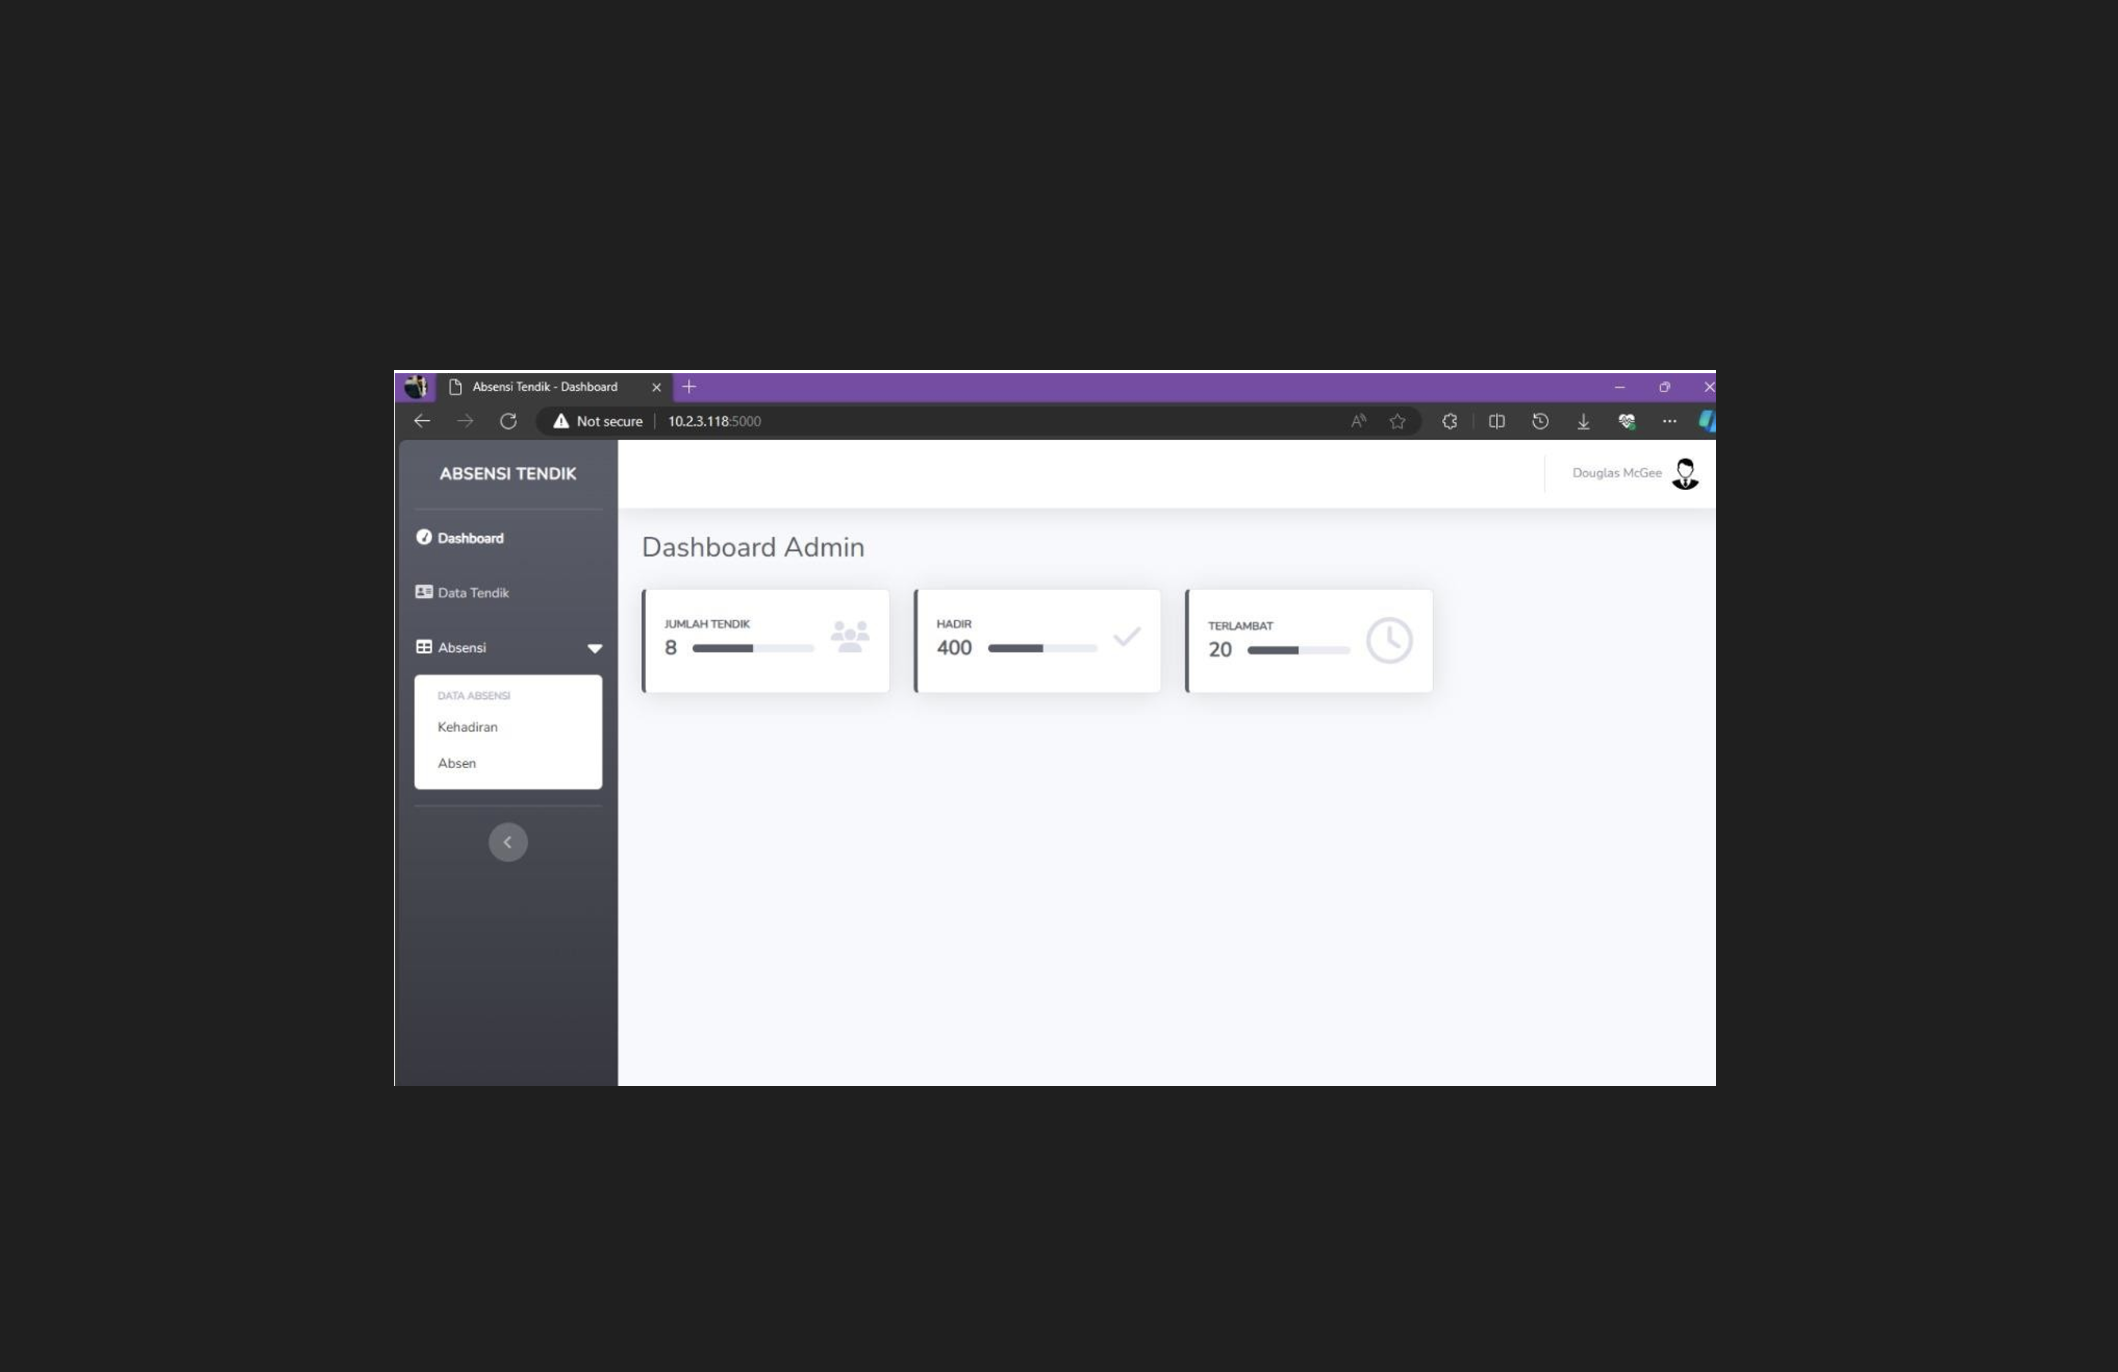 Absensi Tendik - Dashboard
Not secure
10.2.3.118:5000
ABSENSI TENDIK
Douglas McGee
Dashboard
Data Tendik
Absensi
DATA ABSENSI
Kehadiran
Absen
Dashboard Admin
JUMLAH TENDIK
8
HADIR
400
TERLAMBAT
20